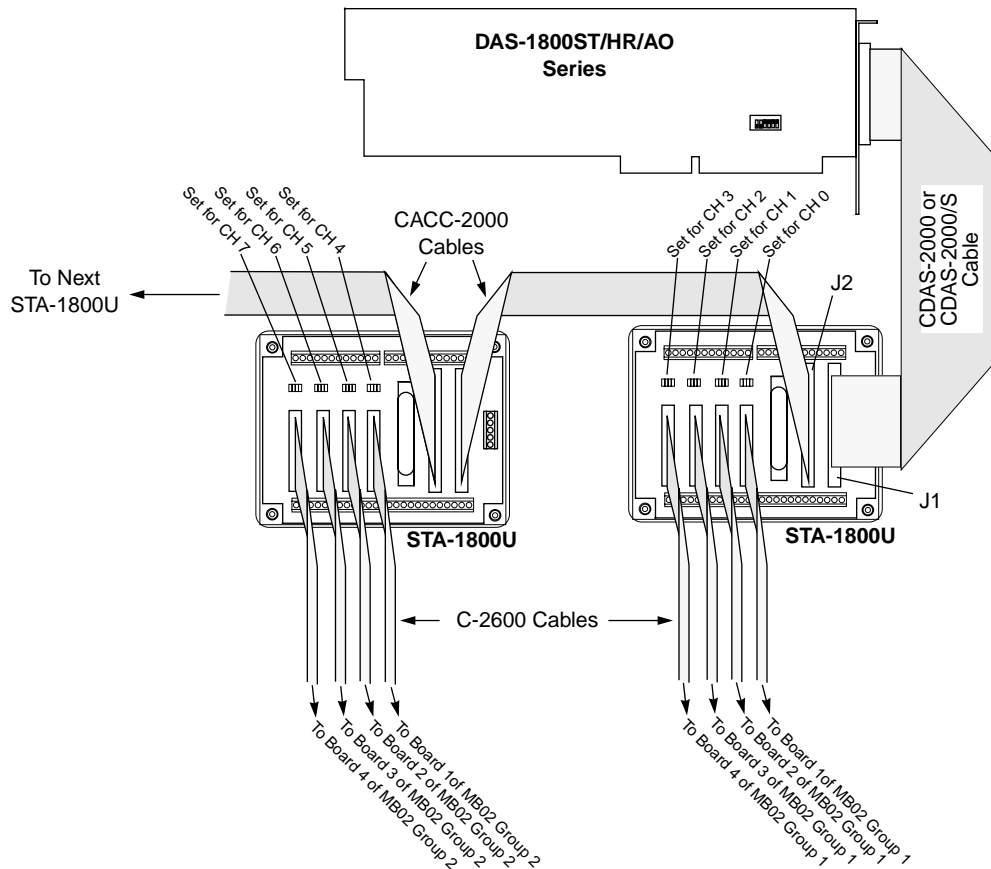 DAS-1800ST/HR/AO
Series
Set for CH 7
Set for CH 6
Set for CH 5
Set for CH 4
CACC-2000
Cables
Set for CH 3
Set for CH 2
Set for CH 1
Set for CH 0
CDAS-2000 or
CDAS-2000/S
Cable
To Next
STA-1800U
J2
J1
STA-1800U
STA-1800U
C-2600 Cables
To Board 4 of MB02 Group 2
To Board 3 of MB02 Group 2
To Board 2 of MB02 Group 2
To Board 1of MB02 Group 2
To Board 4 of MB02 Group 1
To Board 3 of MB02 Group 1
To Board 2 of MB02 Group 1
To Board 1of MB02 Group 1